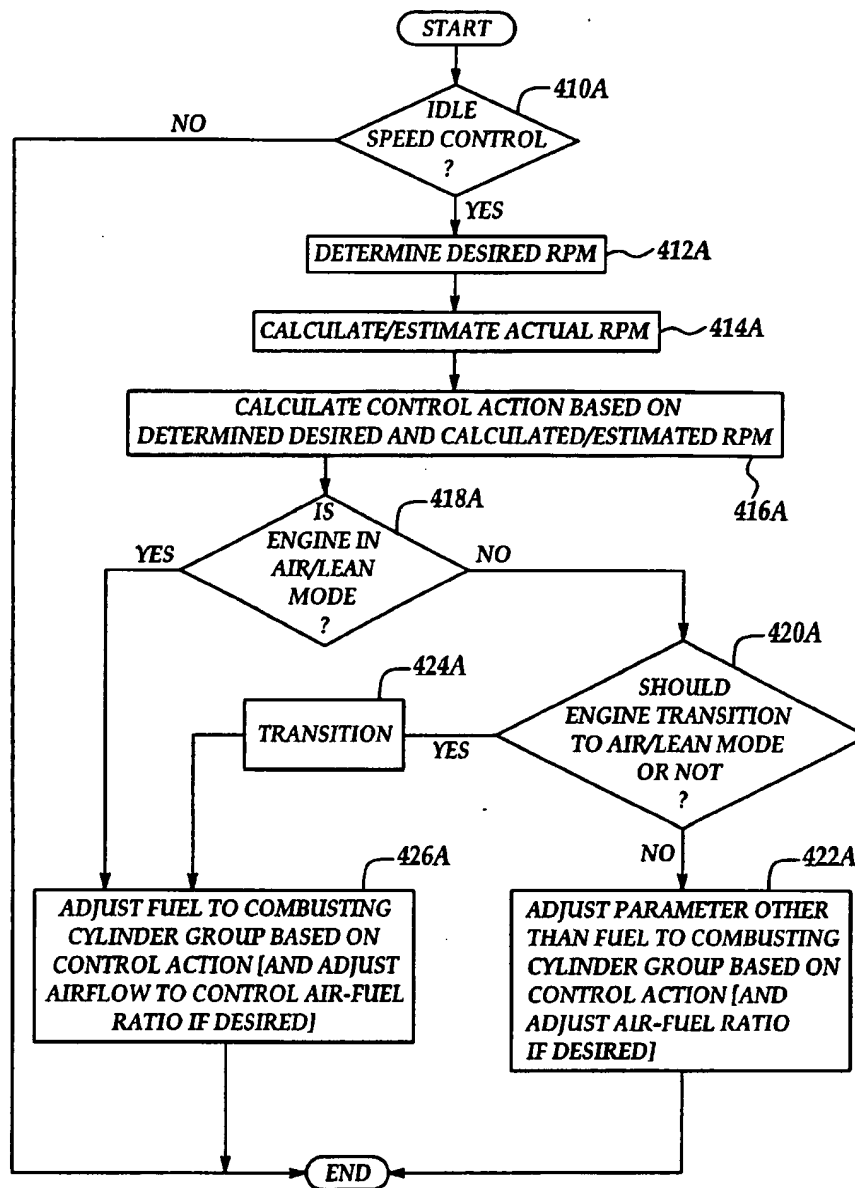 START
410A
IDLE
SPEED CONTROL
?
NO
YES
DETERMINE DESIRED RPM
412A
CALCULATE/ESTIMATE ACTUAL RPM
414A
CALCULATE CONTROL ACTION BASED ON
DETERMINED DESIRED AND CALCULATED/ESTIMATED RPM
416A
418A
IS
ENGINE IN
AIR/LEAN
MODE
?
YES
NO
420A
SHOULD
ENGINE TRANSITION
TO AIR/LEAN MODE
OR NOT
?
424A
TRANSITION
YES
NO
426A
ADJUST FUEL TO COMBUSTING
CYLINDER GROUP BASED ON
CONTROL ACTION [AND ADJUST
AIRFLOW TO CONTROL AIR-FUEL
RATIO IF DESIRED]
422A
ADJUST PARAMETER OTHER
THAN FUEL TO COMBUSTING
CYLINDER GROUP BASED ON
CONTROL ACTION [AND
ADJUST AIR-FUEL RATIO
IF DESIRED]
END